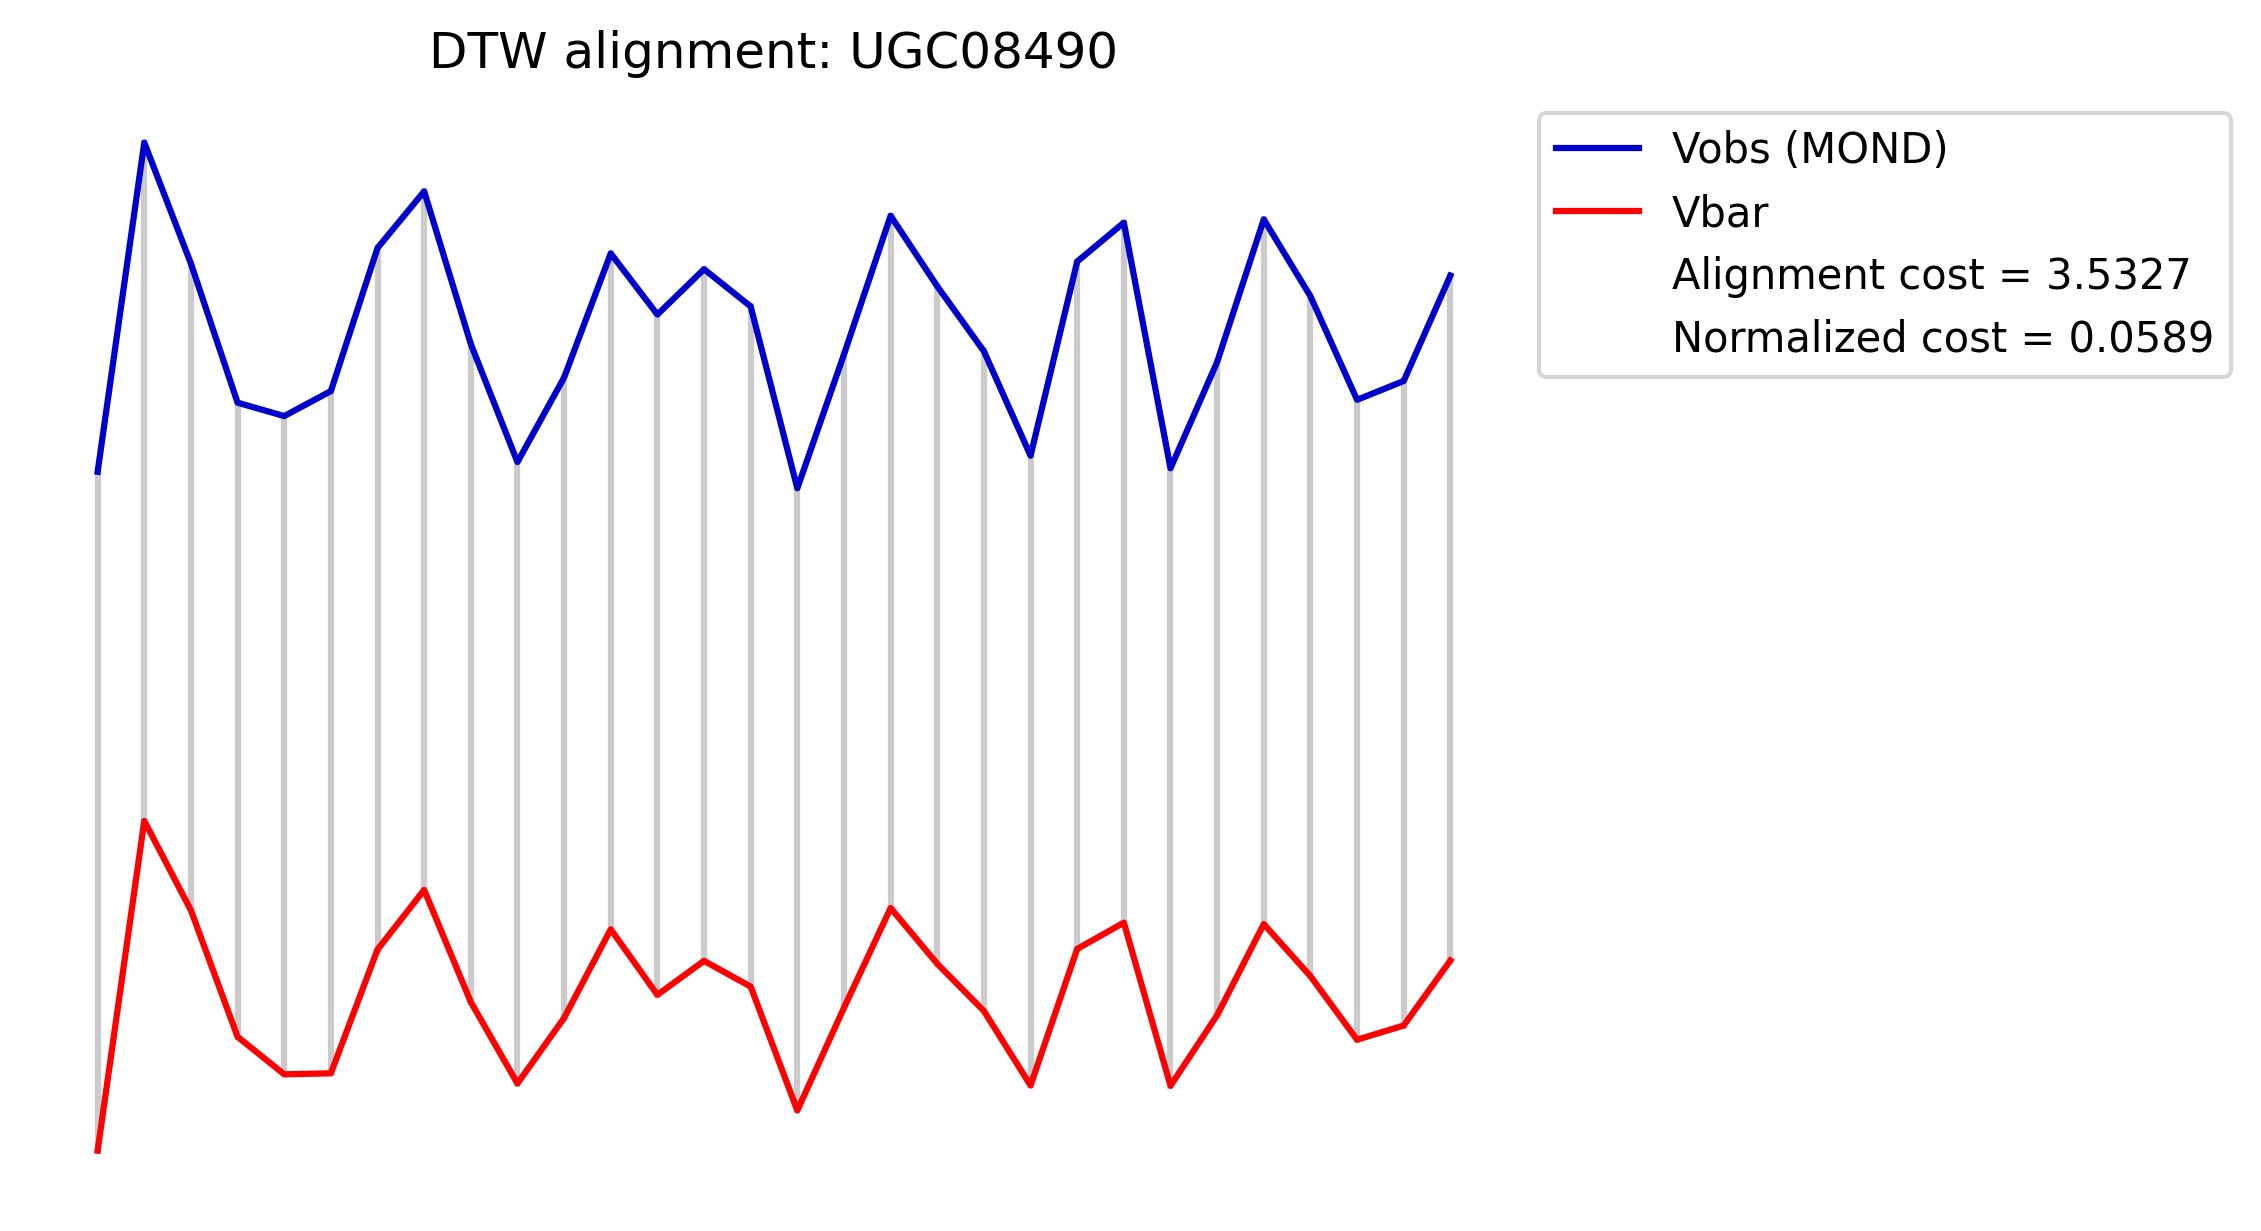 DTW alignment: UGC08490
Vobs (MOND)
Vbar
Alignment cost = 3.5327
Normalized cost = 0.0589